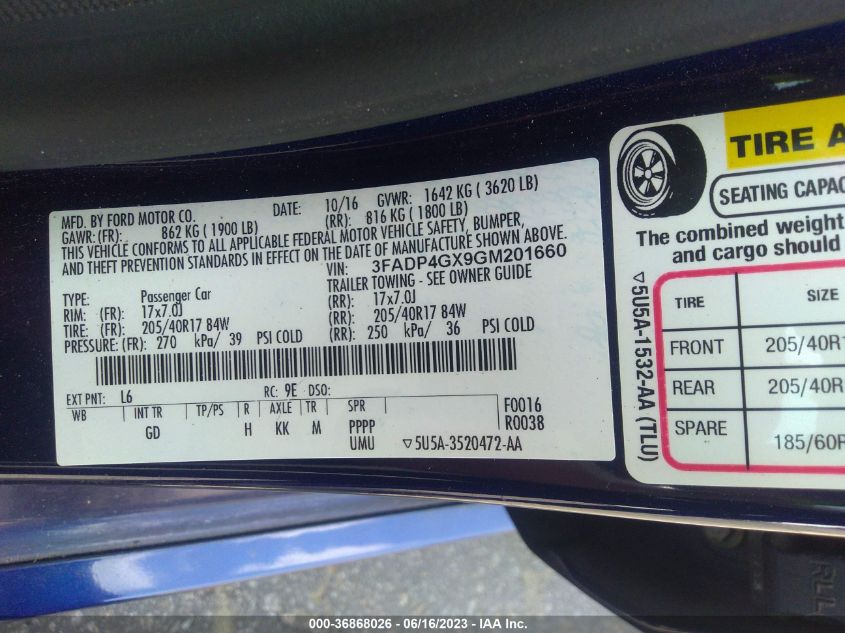 MFD. BY FORD MOTOR CO. DATE: 10/16 GVWR: 1642 KG ( 3620 LB)
GAWR:(FR): 862 KG ( 1900 LB) (RR): 816 KG ( 1800 LB)
THIS VEHICLE CONFORMS TO ALL APPLICABLE FEDERAL MOTOR VEHICLE SAFETY, BUMPER,
AND THEFT PREVENTION STANDARDS IN EFFECT ON THE DATE OF MANUFACTURE SHOWN ABOVE.
VIN: 3FADP4GX9GM201660
TYPE: Passenger Car TRAILER TOWING - SEE OWNER GUIDE
RIM: (FR): 17x7.0J (RR): 17x7.0J
TIRE: (FR): 205/40R17 84W (RR): 205/40R17 84W
PRESSURE: (FR): 270 kPa/ 39 PSI COLD (RR): 250 kPa/ 36 PSI COLD
EXT PNT: L6 RC: 9E DSO:
WB INT TR TP/PS R AXLE TR SPR F0016
GD H KK M PPPP R0038
UMU ▽5U5A-3520472-AA
TIRE A
SEATING CAPAC
The combined weight
and cargo should
▽5U5A-1532-AA (TLU)
TIRE SIZE
FRONT 205/40R1
REAR 205/40R
SPARE 185/60R
RLL
000-36868026 - 06/16/2023 - IAA Inc.